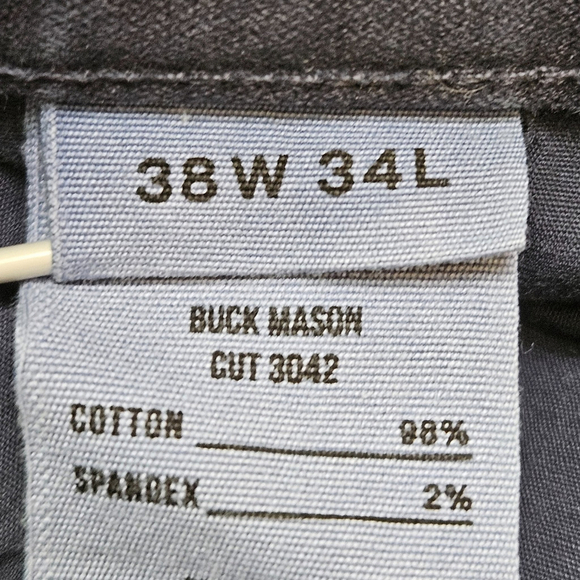 38W 34L
BUCK MASON
CUT 3042
COTTON 98%
SPANDEX 2%